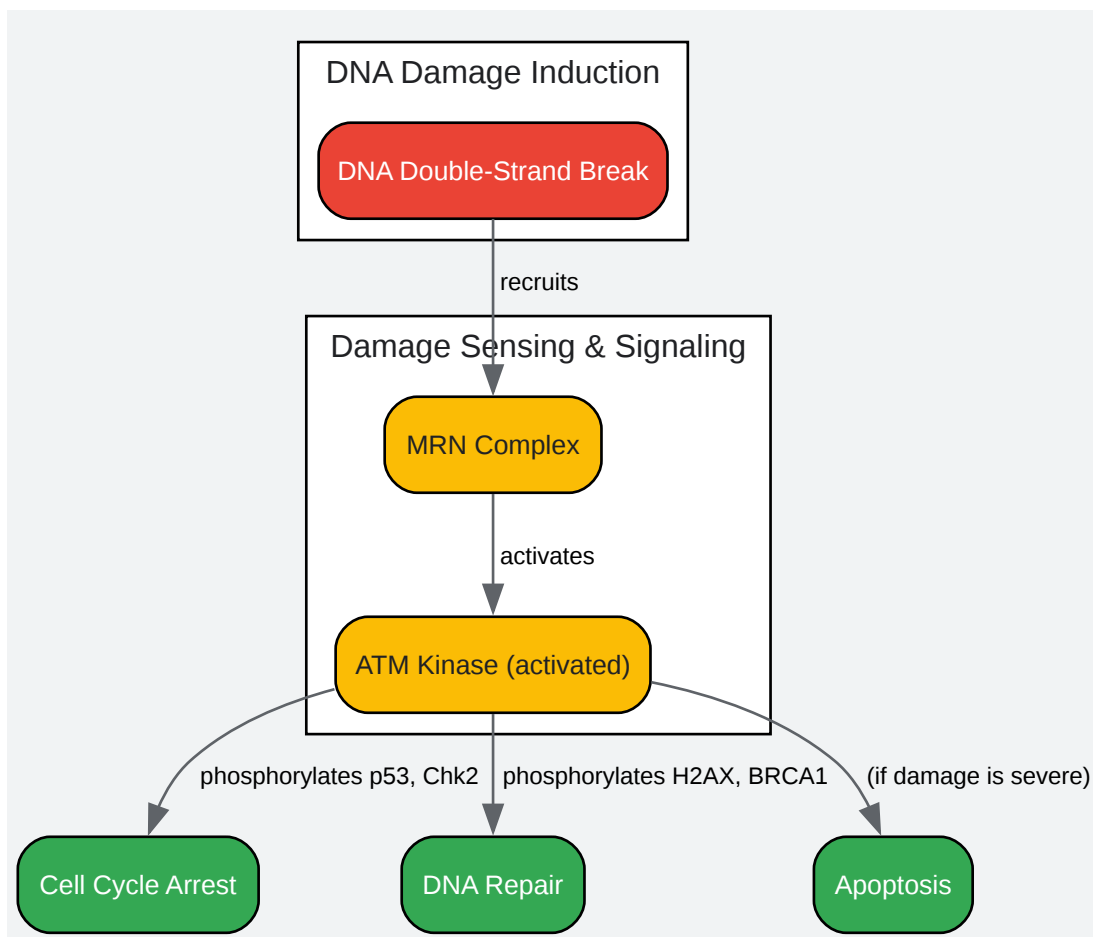 DNA Damage Induction
DNA Double-Strand Break
recruits
Damage Sensing & Signaling
MRN Complex
activates
ATM Kinase (activated)
phosphorylates p53, Chk2
phosphorylates H2AX, BRCA1
(if damage is severe)
Cell Cycle Arrest
DNA Repair
Apoptosis